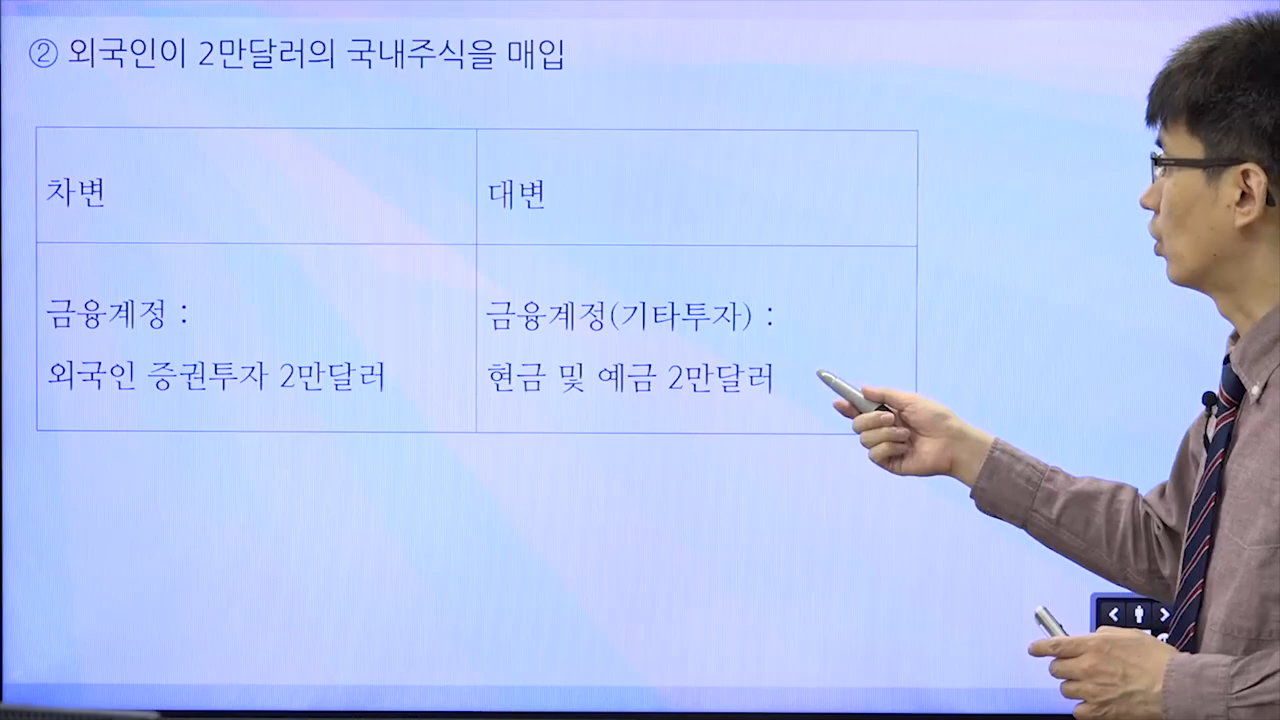 ② 외국인이 2만달러의 국내주식을 매입
차변
대변
금융계정 :
외국인 증권투자 2만달러
금융계정(기타투자) :
현금 및 예금 2만달러